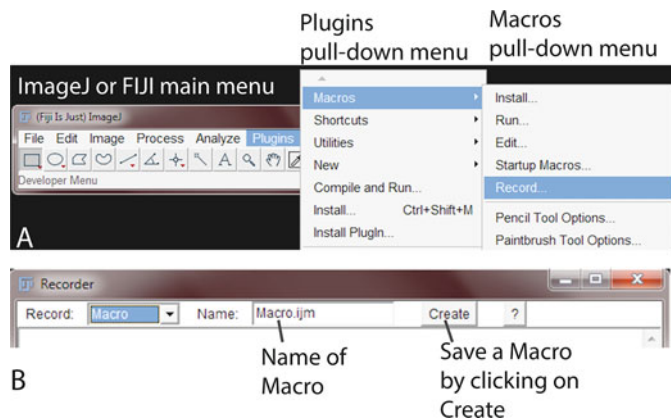 Plugins
pull-down menu
Macros
pull-down menu
ImageJ or FIJI main menu
(Fiji Is Just) ImageJ
File Edit Image Process Analyze Plugins
A
Developer Menu
Macros
Shortcuts
Utilities
New
Compile and Run...
Install... Ctrl+Shift+M
Install PlugIn...
Install...
Run...
Edit...
Startup Macros...
Record...
Pencil Tool Options...
Paintbrush Tool Options...
A
Recorder
Record: Macro Name: Macro.ijm Create ?
Name of
Macro
Save a Macro
by clicking on
Create
B